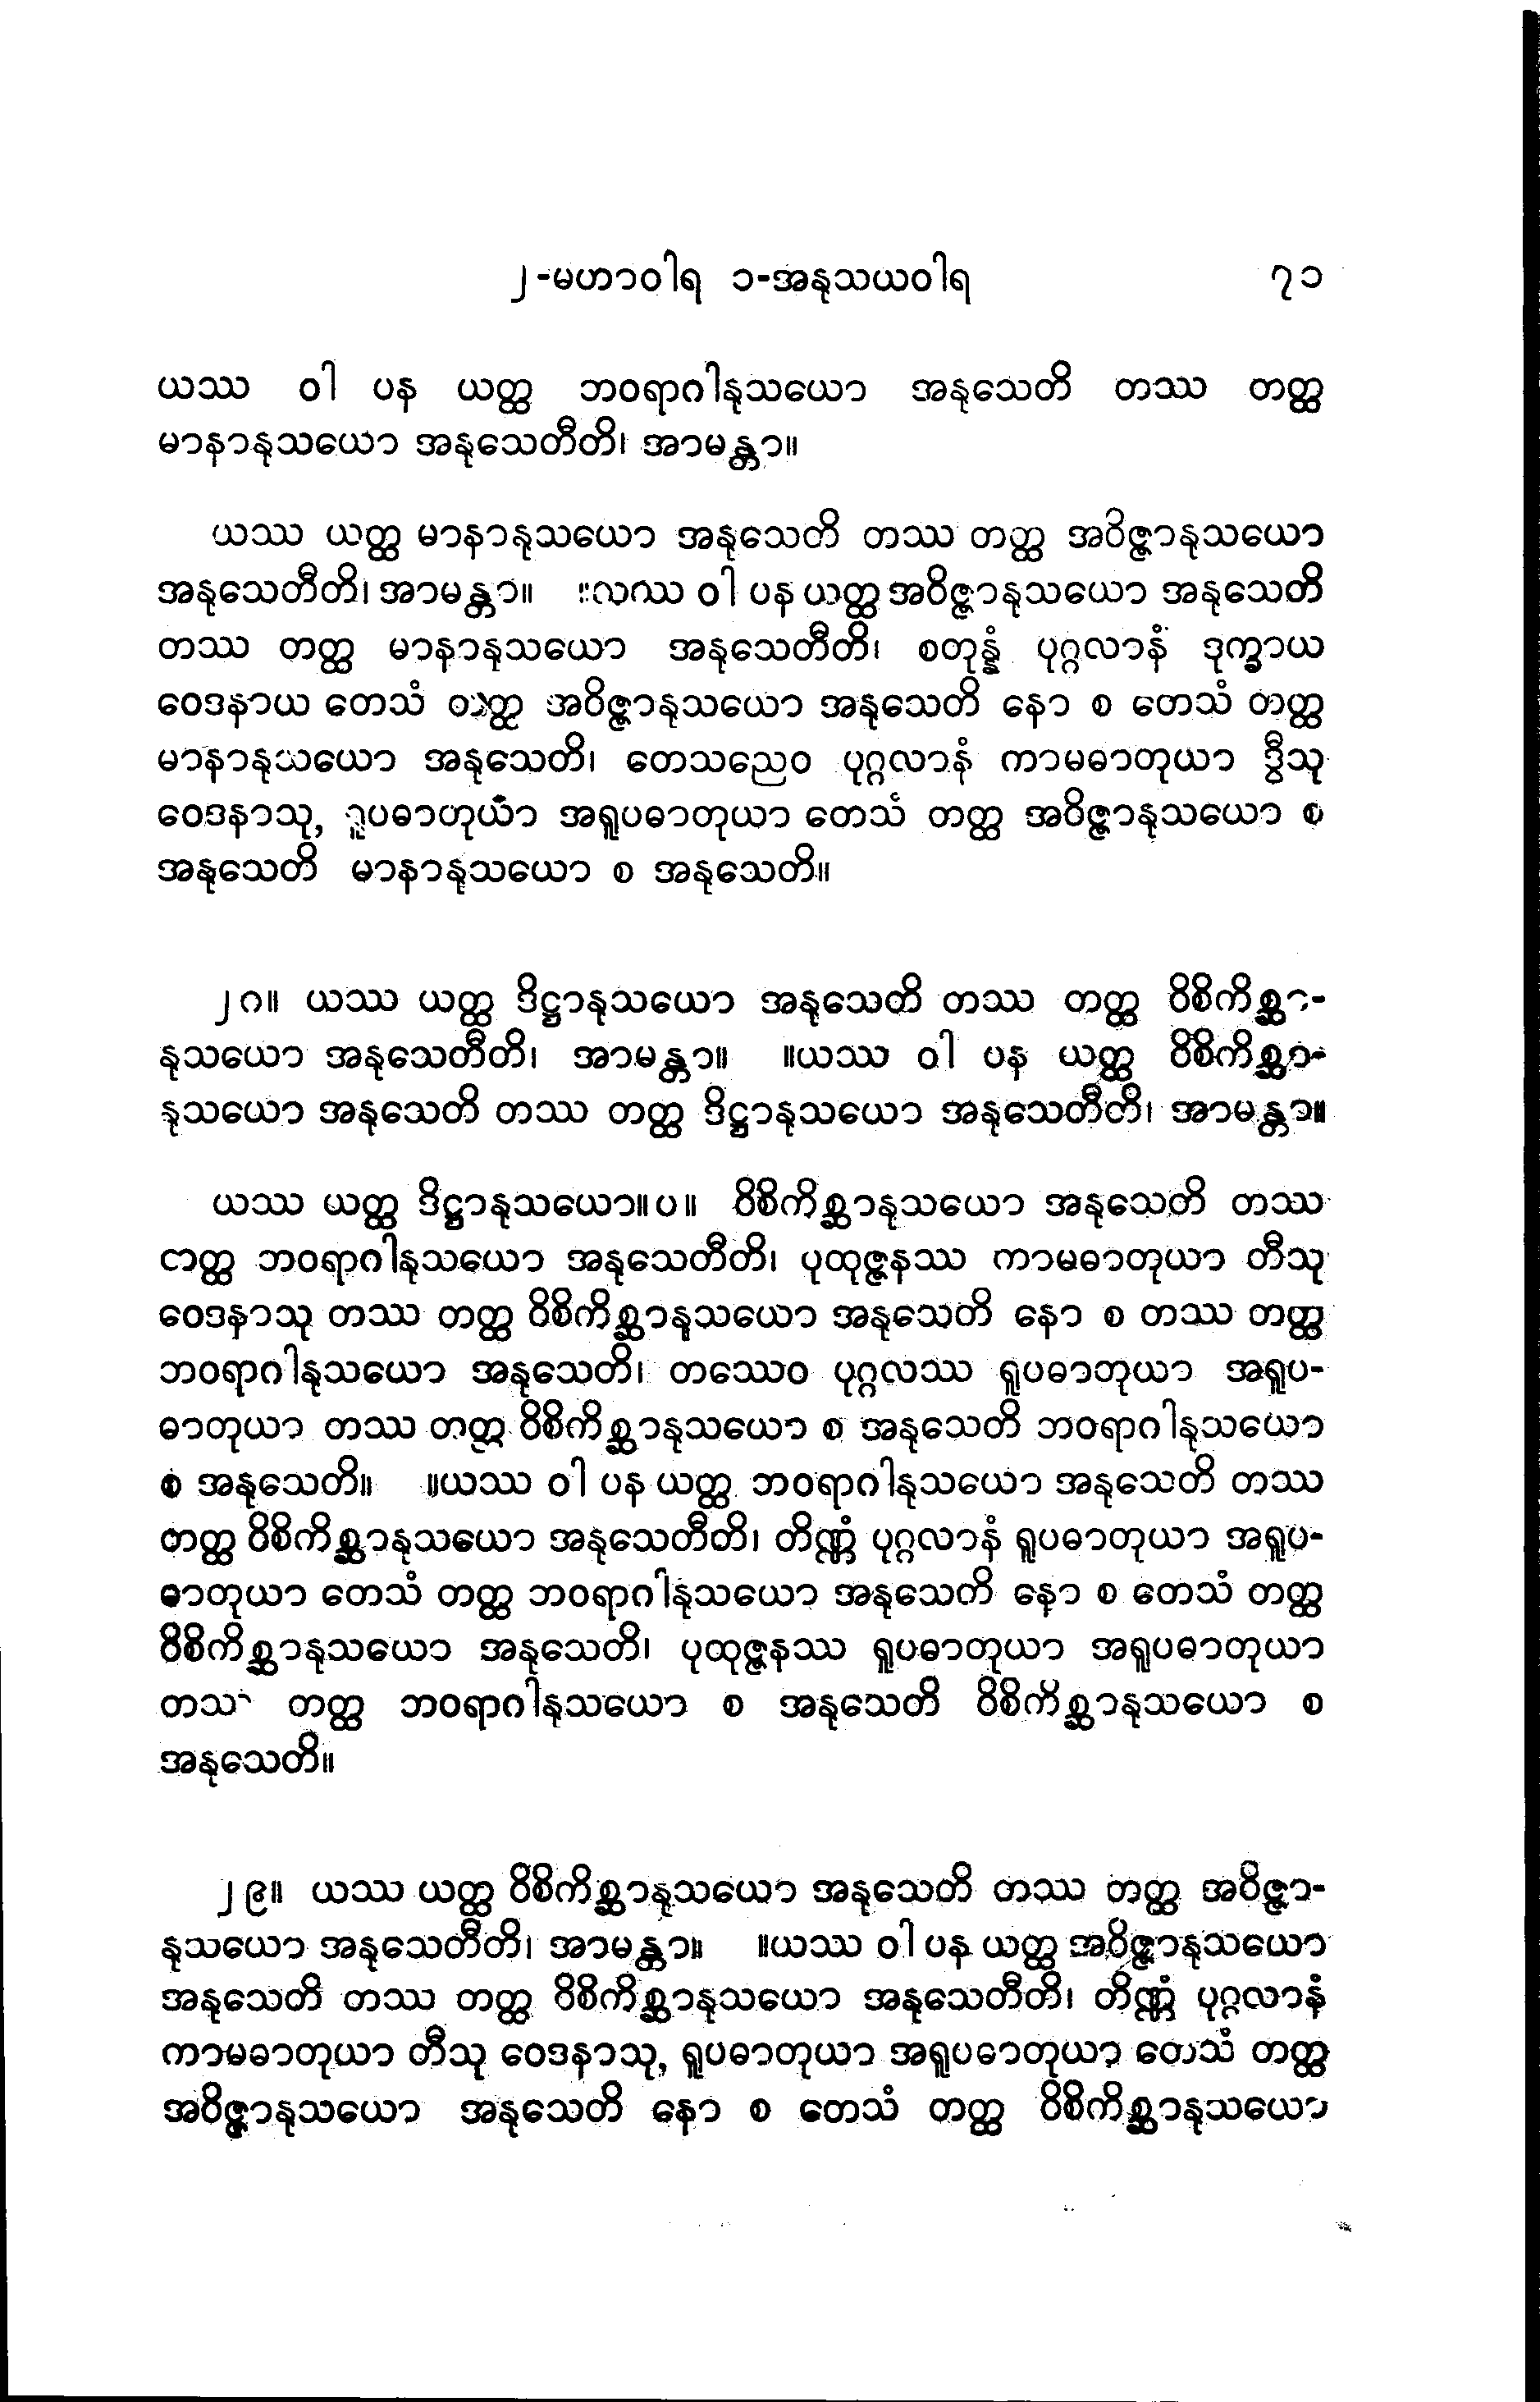 ၂-မဟာဝါရ ၁-အနုသယဝါရ ၇၁
ယဿ ဝါ ပန ယတ္ထ ဘဝရာဂါနုသယော အနုသေတိ တဿ တတ္ထ
မာနာနုသယော အနုသေတီတိ၊ အာမန္တာ။
ယဿ ယတ္ထ မာနာနုသယော အနုသေတိ တဿ တတ္ထ အဝိဇ္ဇာနုသယော
အနုသေတီတိ၊ အာမန္တာ။ ။ယဿ ဝါ ပန ယတ္ထ အဝိဇ္ဇာနုသယော အနုသေတိ
တဿ တတ္ထ မာနာနုသယော အနုသေတီတိ၊ စတုန္နံ ပုဂ္ဂလာနံ ဒုက္ခာယ
ဝေဒနာယ တေသံ တတ္ထ အဝိဇ္ဇာနုသယော အနုသေတိ နော စ တေသံ တတ္ထ
မာနာနုသယော အနုသေတိ၊ တေသညေဝ ပုဂ္ဂလာနံ ကာမဓာတုယာ ဒွီသု
ဝေဒနာသု, ရူပဓာတုယာ အရူပဓာတုယာ တေသံ တတ္ထ အဝိဇ္ဇာနုသယော စ
အနုသေတိ မာနာနုသယော စ အနုသေတိ။
၂၈။ ယဿ ယတ္ထ ဒိဋ္ဌာနုသယော အနုသေတိ တဿ တတ္ထ ဝိစိကိစ္ဆာ-
နုသယော အနုသေတီတိ၊ အာမန္တာ။ ။ယဿ ဝါ ပန ယတ္ထ ဝိစိကိစ္ဆာ-
နုသယော အနုသေတိ တဿ တတ္ထ ဒိဋ္ဌာနုသယော အနုသေတီတိ၊ အာမန္တာ။
ယဿ ယတ္ထ ဒိဋ္ဌာနုသယော။ပ။ ဝိစိကိစ္ဆာနုသယော အနုသေတိ တဿ
တတ္ထ ဘဝရာဂါနုသယော အနုသေတီတိ၊ ပုထုဇ္ဇနဿ ကာမဓာတုယာ တီသု
ဝေဒနာသု တဿ တတ္ထ ဝိစိကိစ္ဆာနုသယော အနုသေတိ နော စ တဿ တတ္ထ
ဘဝရာဂါနုသယော အနုသေတိ၊ တဿေဝ ပုဂ္ဂလဿ ရူပဓာတုယာ အရူပ-
ဓာတုယာ တဿ တတ္ထ ဝိစိကိစ္ဆာနုသယော စ အနုသေတိ ဘဝရာဂါနုသယော
စ အနုသေတိ။ ။ယဿ ဝါ ပန ယတ္ထ ဘဝရာဂါနုသယော အနုသေတိ တဿ
တတ္ထ ဝိစိကိစ္ဆာနုသယော အနုသေတီတိ၊ တိဏ္ဏံ ပုဂ္ဂလာနံ ရူပဓာတုယာ အရူပ-
ဓာတုယာ တေသံ တတ္ထ ဘဝရာဂါနုသယော အနုသေတိ နော စ တေသံ တတ္ထ
ဝိစိကိစ္ဆာနုသယော အနုသေတိ၊ ပုထုဇ္ဇနဿ ရူပဓာတုယာ အရူပဓာတုယာ
တဿ တတ္ထ ဘဝရာဂါနုသယော စ အနုသေတိ ဝိစိကိစ္ဆာနုသယော စ
အနုသေတိ။
၂၉။ ယဿ ယတ္ထ ဝိစိကိစ္ဆာနုသယော အနုသေတိ တဿ တတ္ထ အဝိဇ္ဇာ-
နုသယော အနုသေတီတိ၊ အာမန္တာ။ ။ယဿ ဝါ ပန ယတ္ထ အဝိဇ္ဇာနုသယော
အနုသေတိ တဿ တတ္ထ ဝိစိကိစ္ဆာနုသယော အနုသေတီတိ၊ တိဏ္ဏံ ပုဂ္ဂလာနံ
ကာမဓာတုယာ တီသု ဝေဒနာသု, ရူပဓာတုယာ အရူပဓာတုယာ တေသံ တတ္ထ
အဝိဇ္ဇာနုသယော အနုသေတိ နော စ တေသံ တတ္ထ ဝိစိကိစ္ဆာနုသယော